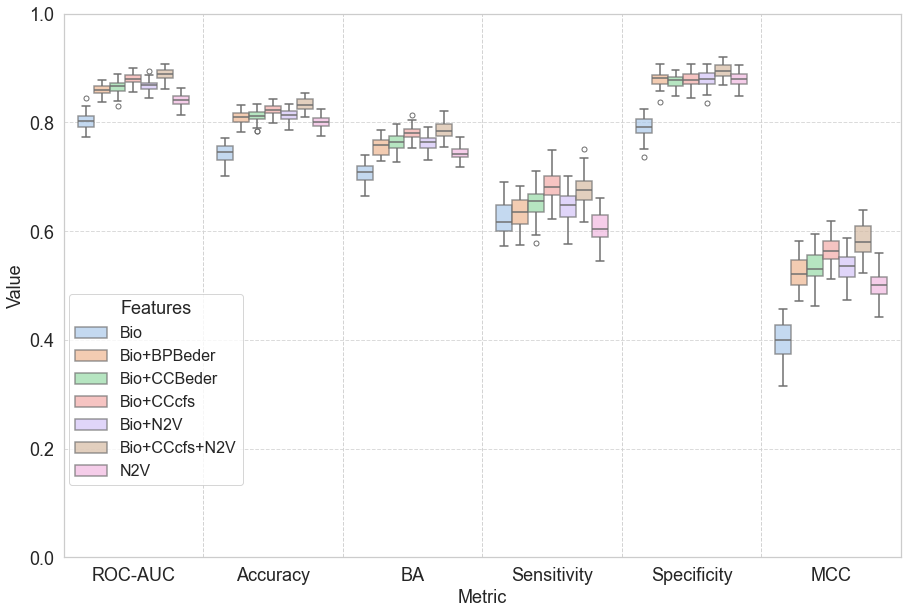 1.0
0.8
0.6
0.4
0.2
0.0
Value
Features
Bio
Bio+BPBeder
Bio+CCBeder
Bio+CCcfs
Bio+N2V
Bio+CCcfs+N2V
N2V
ROC-AUC Accuracy BA Sensitivity Specificity MCC
Metric